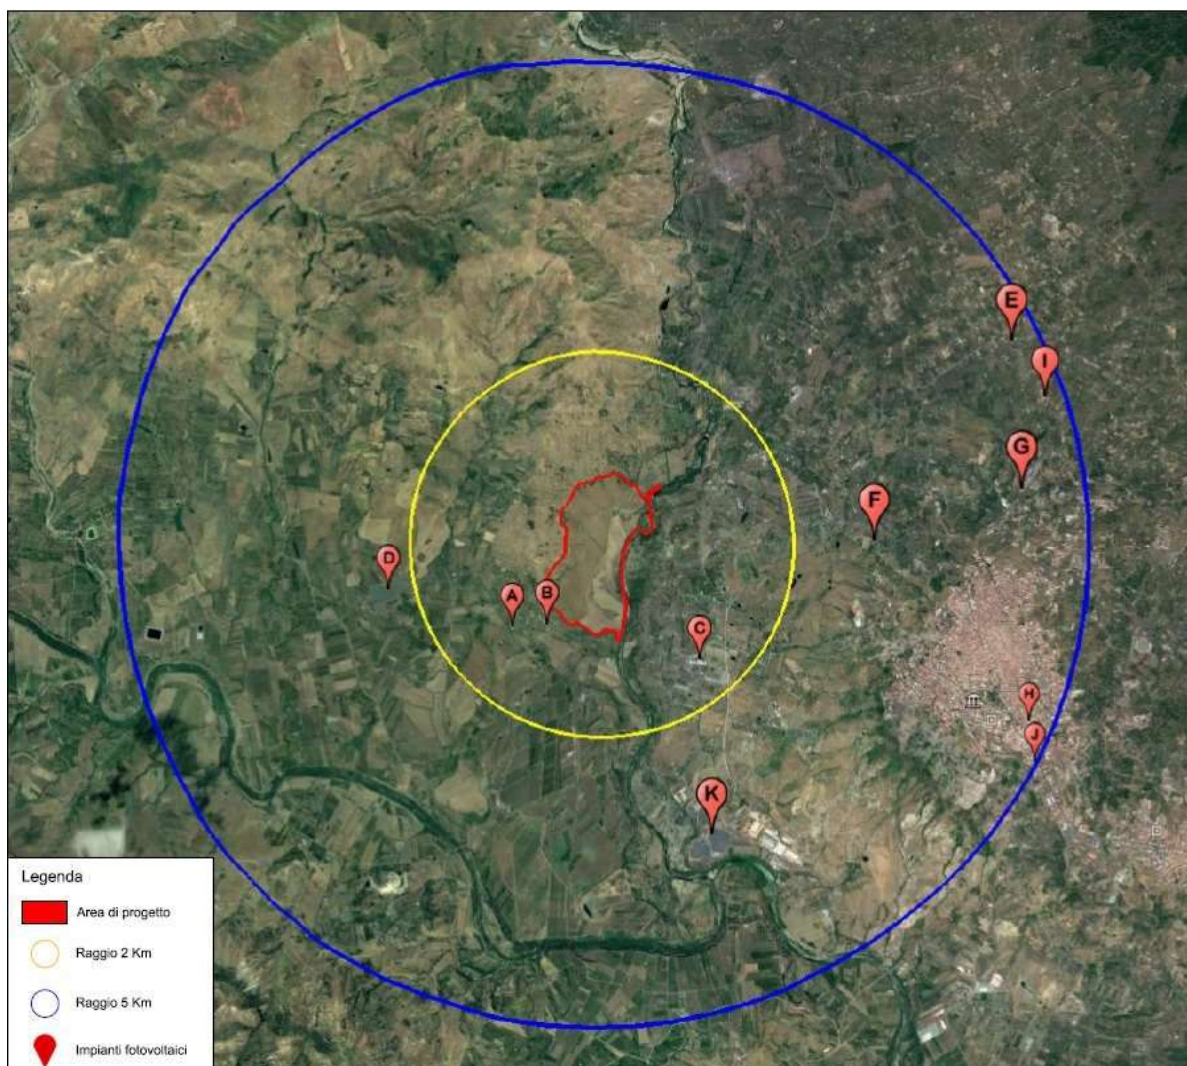 E
I
G
F
D
A
B
C
H
J
K
Legenda
Area di progetto
Raggio 2 Km
Raggio 5 Km
Impianti fotovoltaici